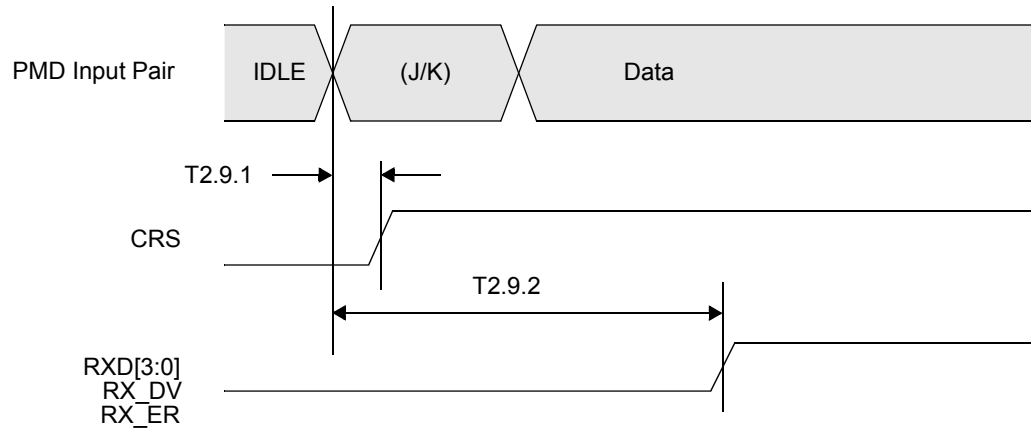 PMD Input Pair
IDLE
(J/K)
Data
T2.9.1
CRS
T2.9.2
RXD[3:0]
RX_DV
RX_ER